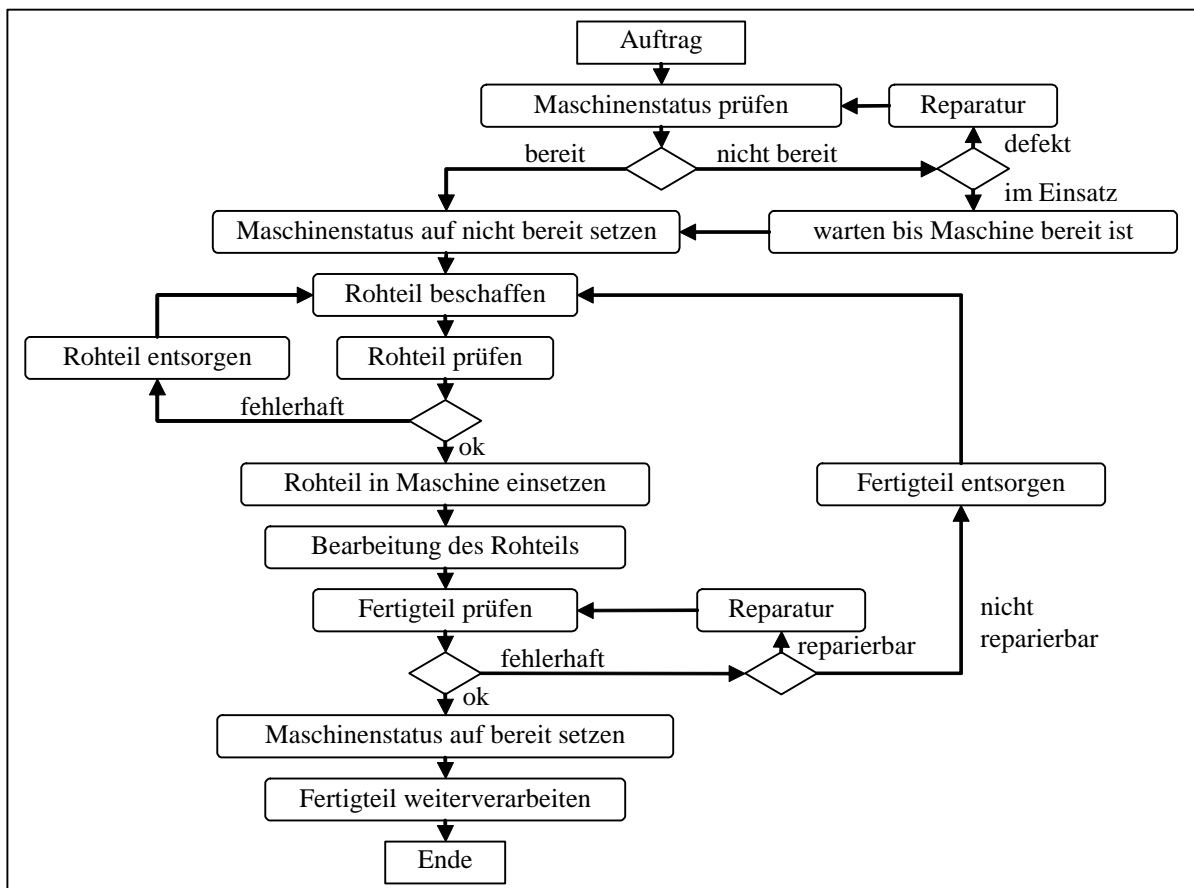 Auftrag
Maschinenstatus prüfen
Reparatur
bereit
nicht bereit
defekt
im Einsatz
Maschinenstatus auf nicht bereit setzen
warten bis Maschine bereit ist
Rohteil beschaffen
Rohteil entsorgen
Rohteil prüfen
fehlerhaft
ok
Rohteil in Maschine einsetzen
Fertigteil entsorgen
Bearbeitung des Rohteils
Fertigteil prüfen
Reparatur
nicht
reparierbar
reparierbar
fehlerhaft
ok
Maschinenstatus auf bereit setzen
Fertigteil weiterverarbeiten
Ende